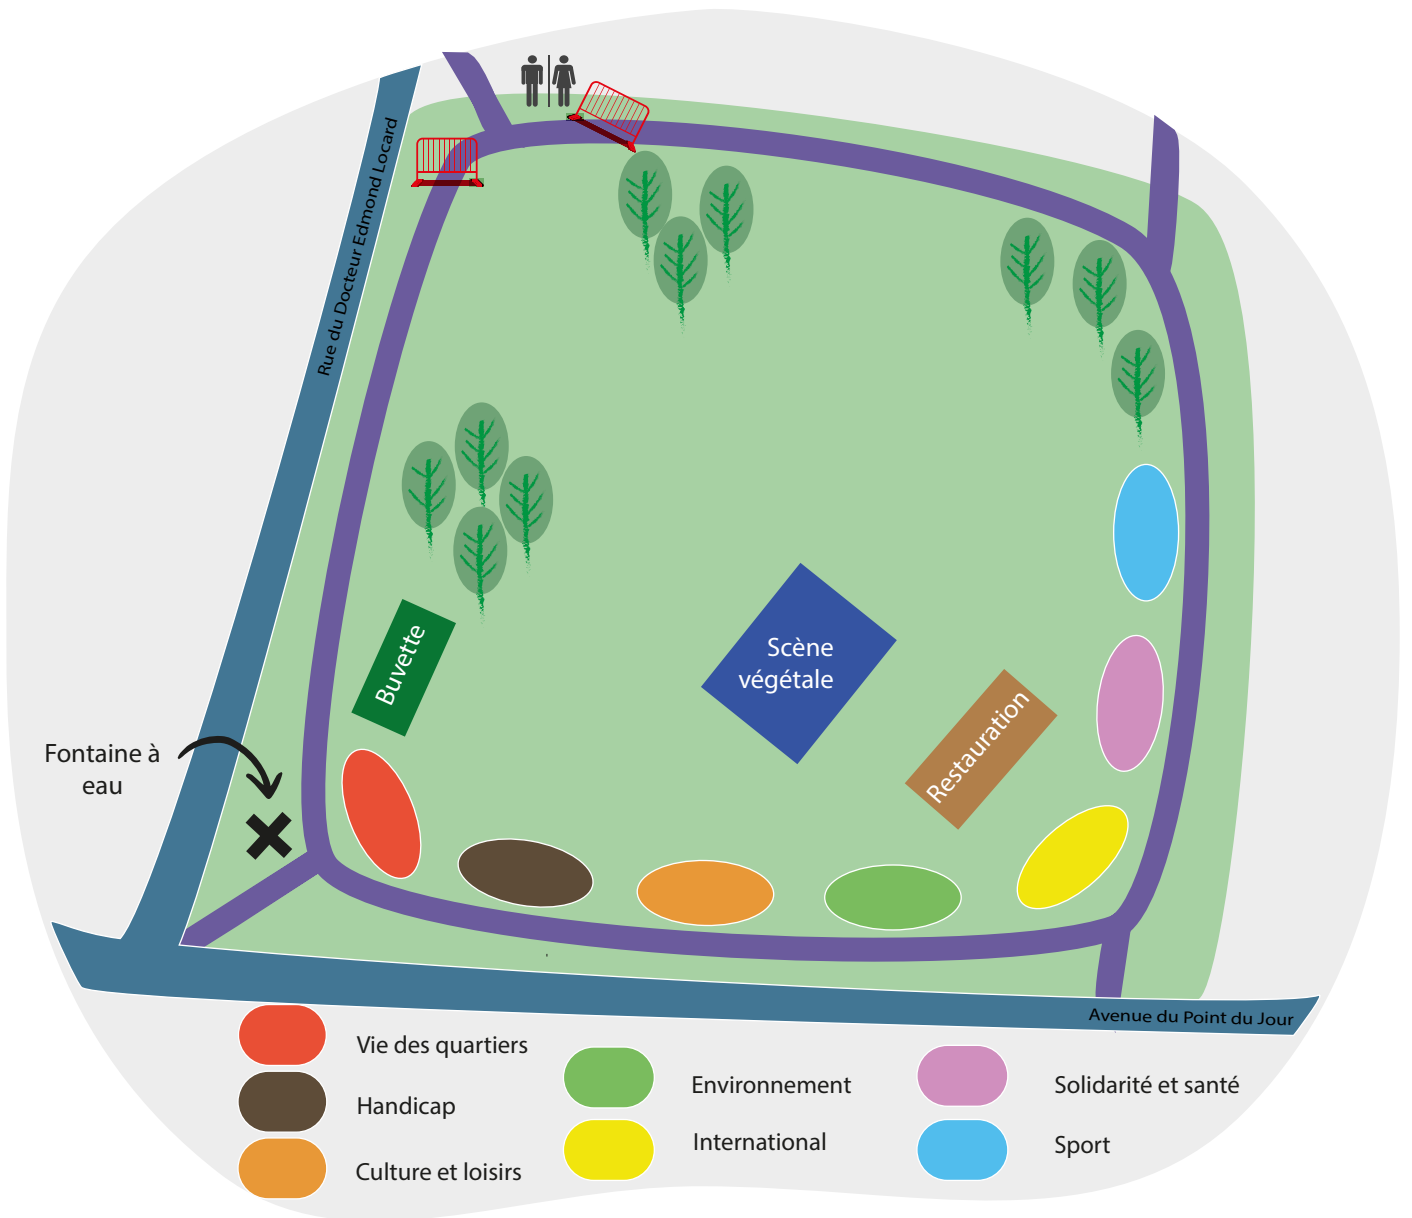 Rue du Docteur Edmond Locard
Buvette
Scène
végétale
Restauration
Fontaine à
eau
Avenue du Point du Jour
Vie des quartiers
Handicap
Culture et loisirs
Environnement
International
Solidarité et santé
Sport